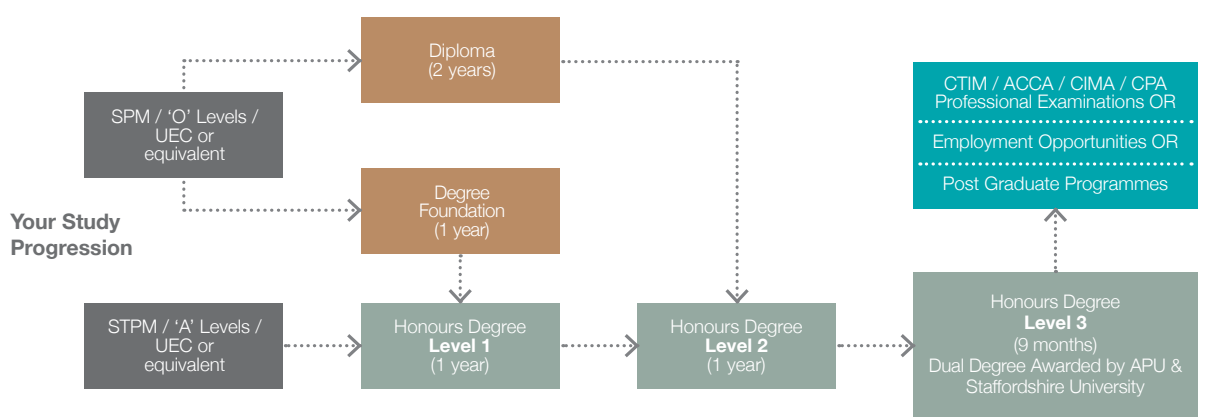 Your Study
Progression
SPM / ‘O’ Levels /
UEC or
equivalent
STPM / ‘A’ Levels /
UEC or
equivalent
Diploma
(2 years)
Degree
Foundation
(1 year)
Honours Degree
Level 1
(1 year)
Honours Degree
Level 2
(1 year)
CTIM / ACCA / CIMA / CPA
Professional Examinations OR
Employment Opportunities OR
Post Graduate Programmes
Honours Degree
Level 3
(9 months)
Dual Degree Awarded by APU &
Staffordshire University